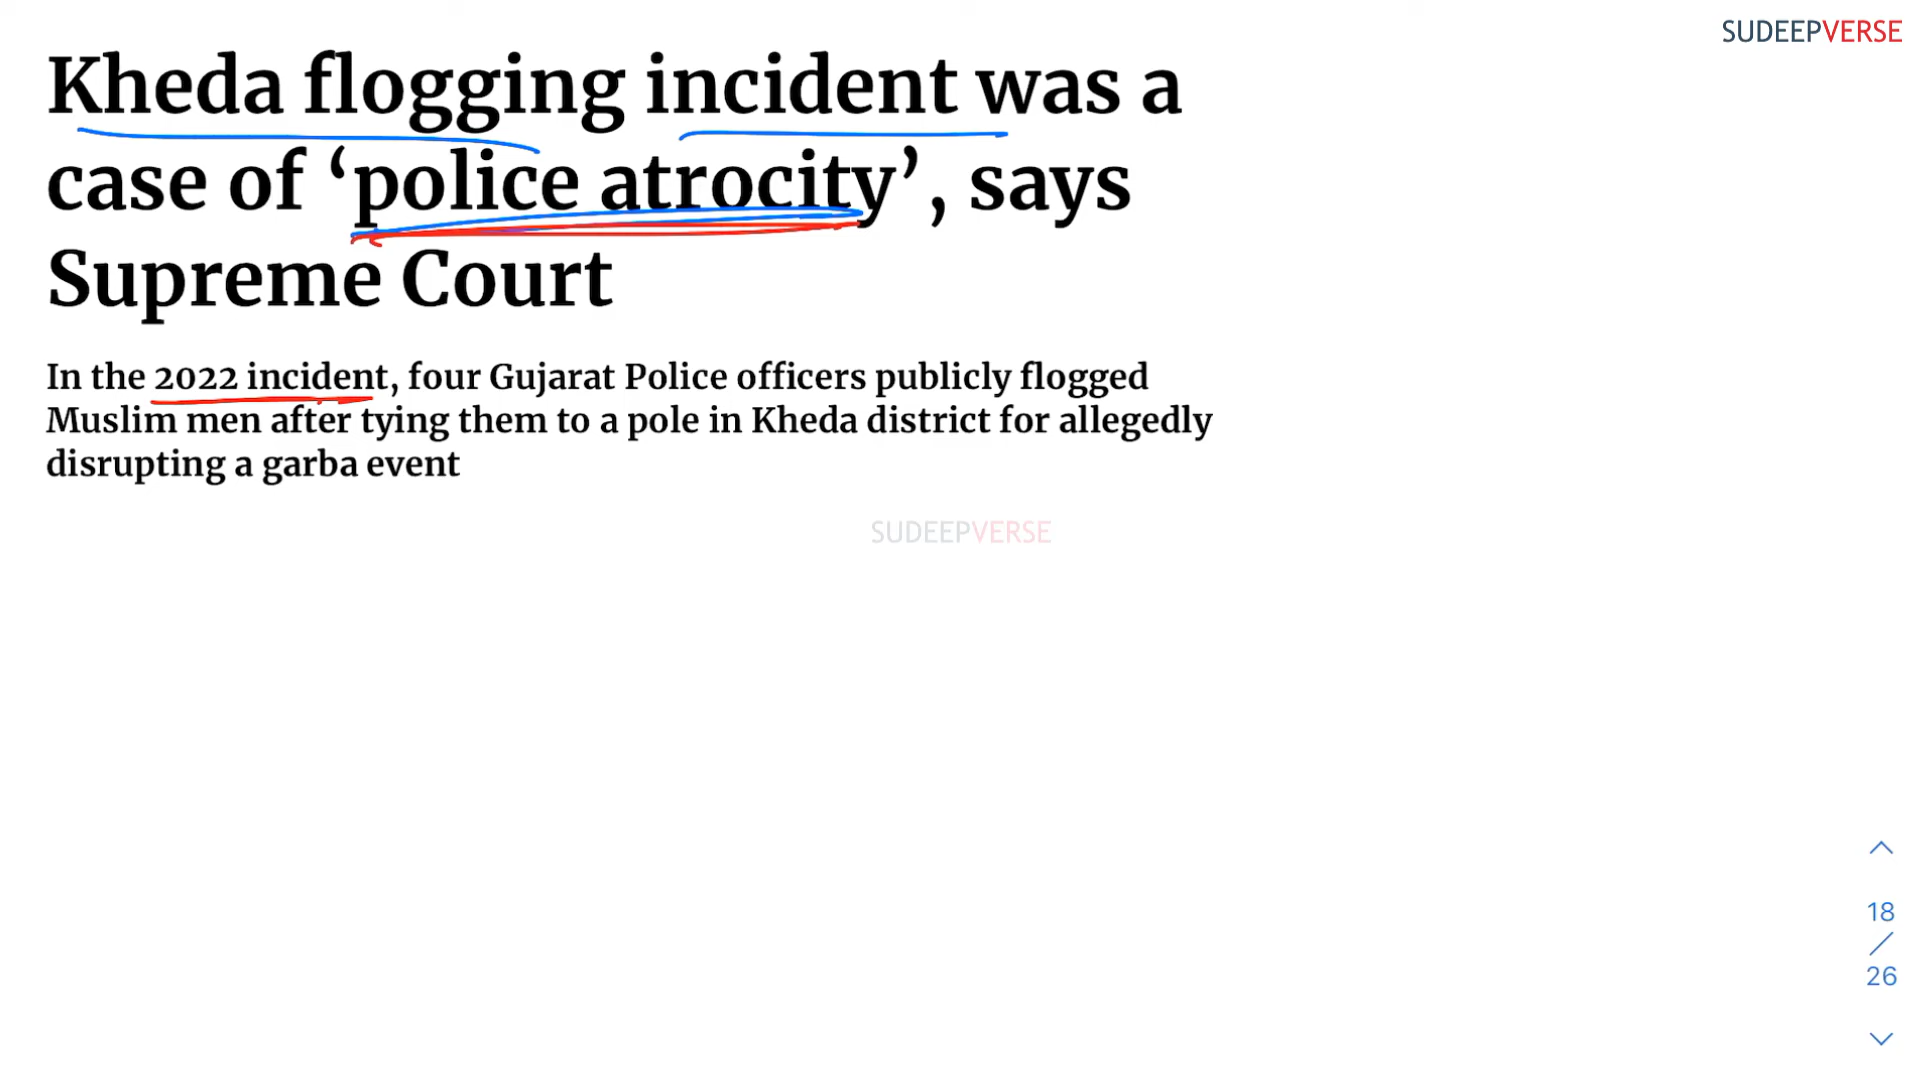 SUDEEPVERSE
Kheda flogging incident was a
case of ‘police atrocity’, says
Supreme Court
In the 2022 incident, four Gujarat Police officers publicly flogged
Muslim men after tying them to a pole in Kheda district for allegedly
disrupting a garba event
SUDEEPVERSE
18
/
26